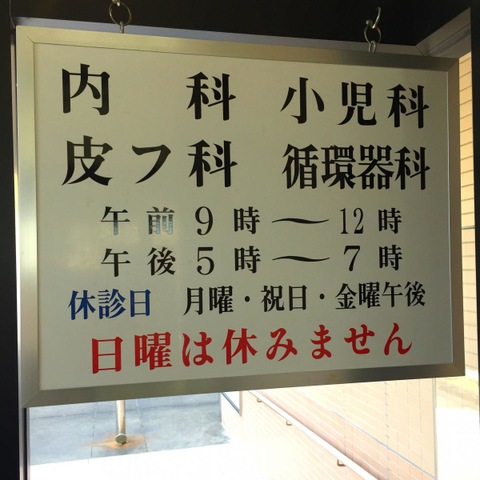 内科 小児科
皮フ科 循環器科
午前9時〜12時
午後5時〜7時
休診日 月曜・祝日・金曜午後
日曜は休みません